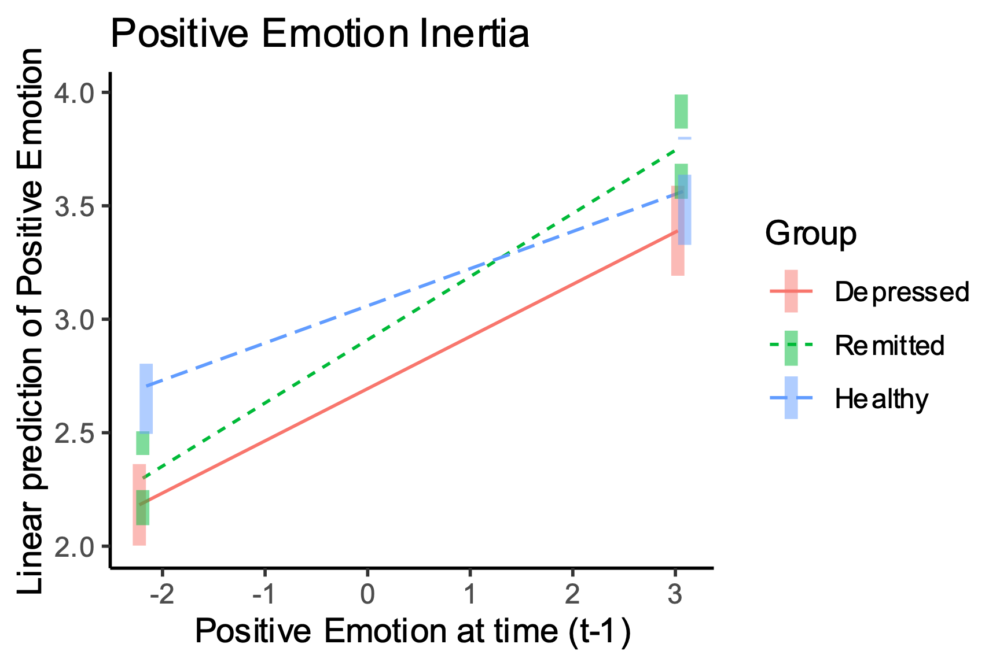 Positive Emotion Inertia
Linear prediction of Positive Emotion
4.0
3.5
3.0
2.5
2.0
-2 -1 0 1 2 3
Positive Emotion at time (t-1)
Group
Depressed
Remitted
Healthy